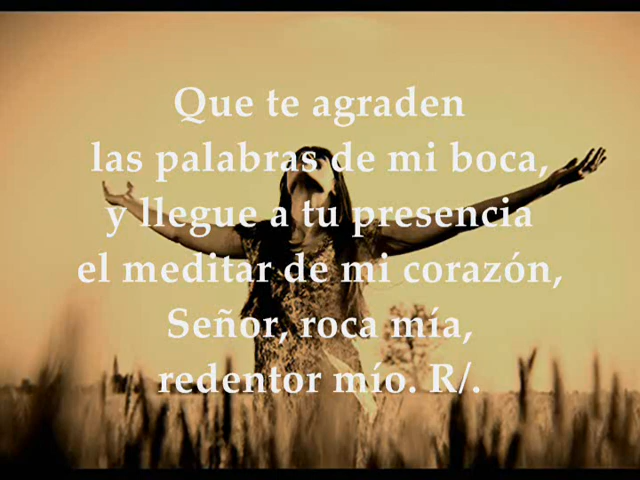 Que te agraden
las palabras de mi boca,
y llegue a tu presencia
el meditar de mi corazón,
Señor, roca mía,
redentor mío. R/.